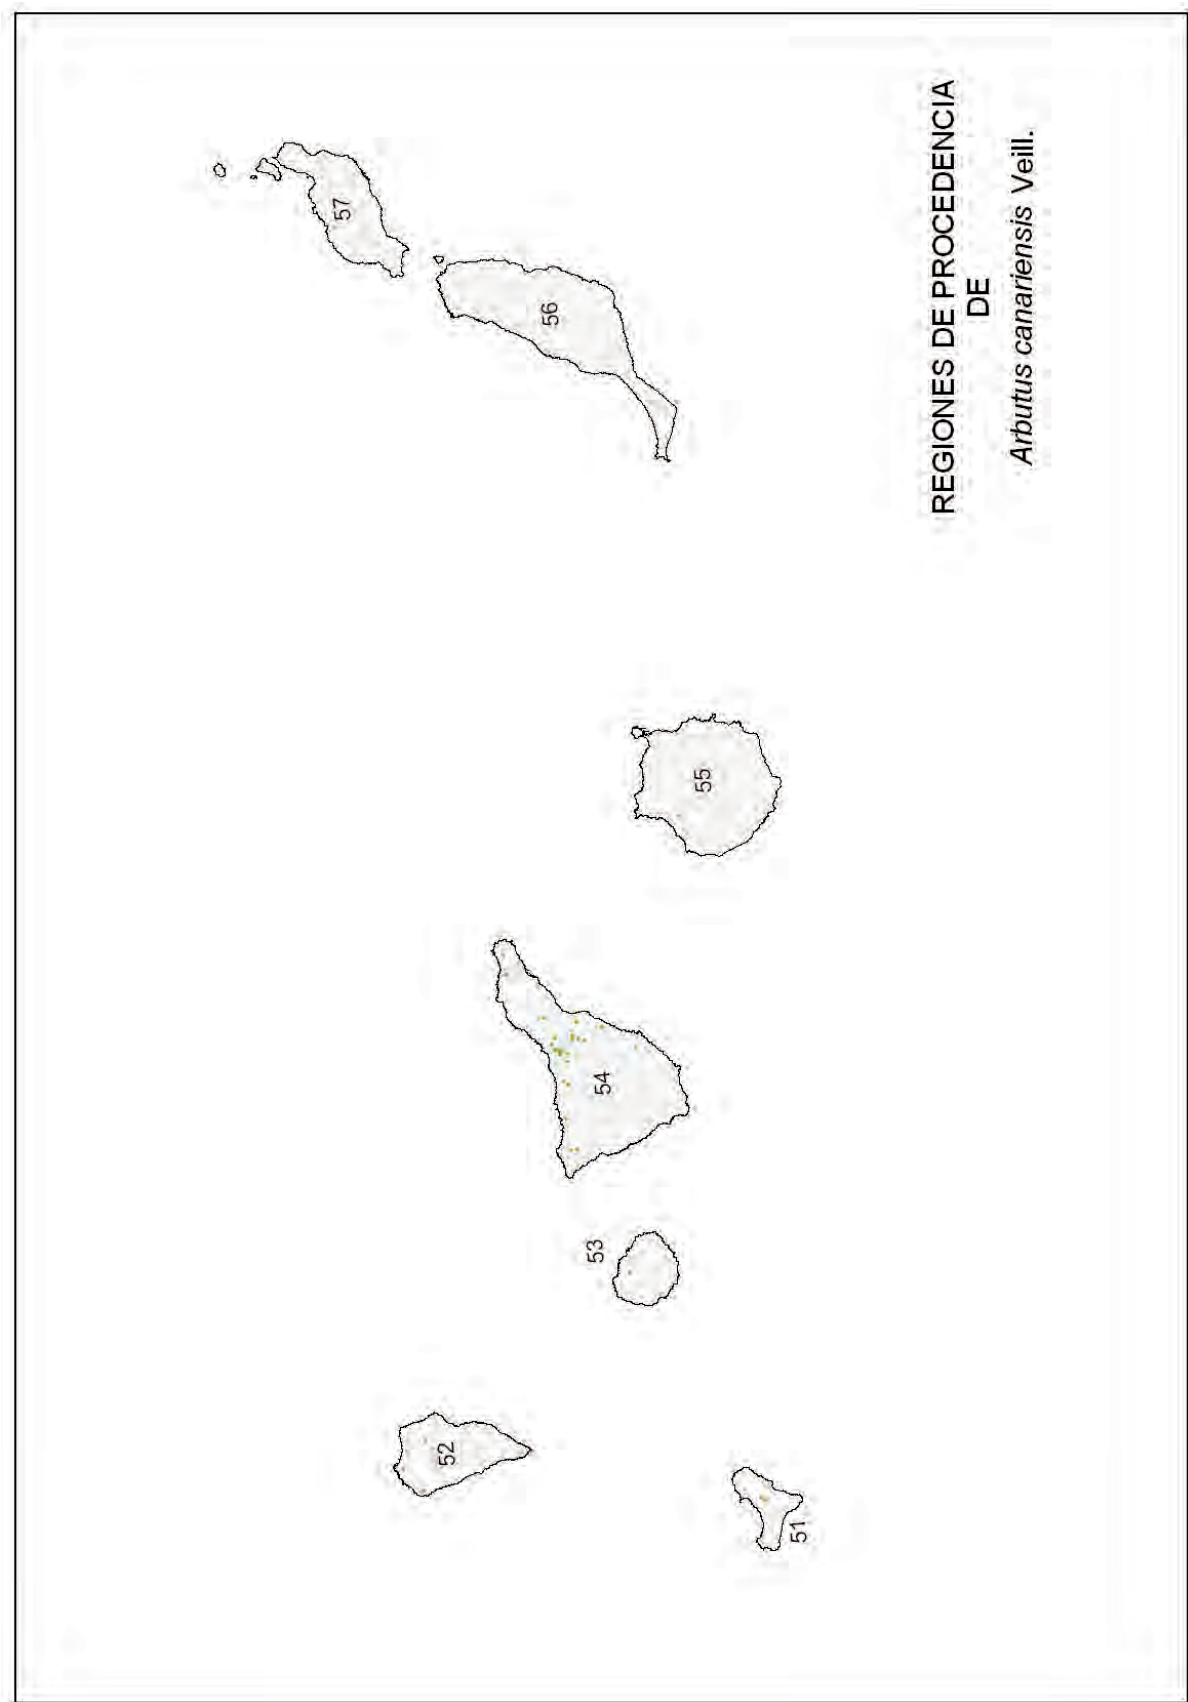 57
56
55
54
53
52
51
REGIONES DE PROCEDENCIA
DE
Arbutus canariensis Veill.